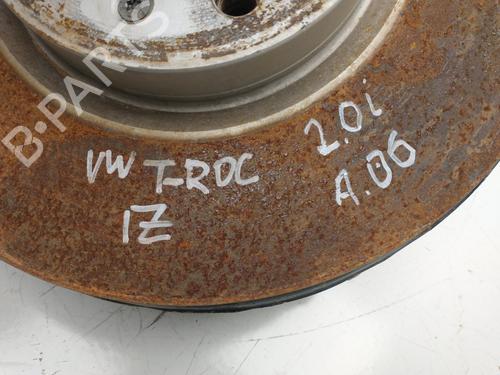 B-PARTS
VW T-ROC 2.0i
IZ A.06